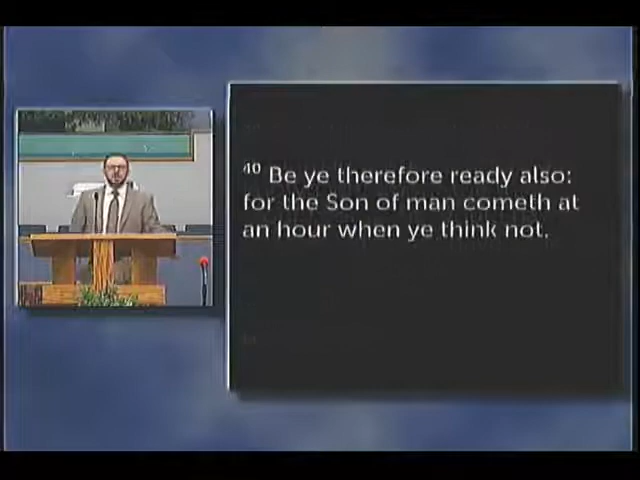 40 Be ye therefore ready also:
for the Son of man cometh at
an hour when ye think not.